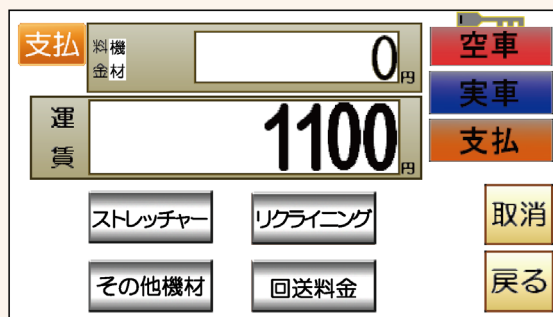 支払
機材料金
0円
空車
実車
運賃
1100円
支払
ストレッチャー
リクライニング
取消
その他機材
回送料金
戻る